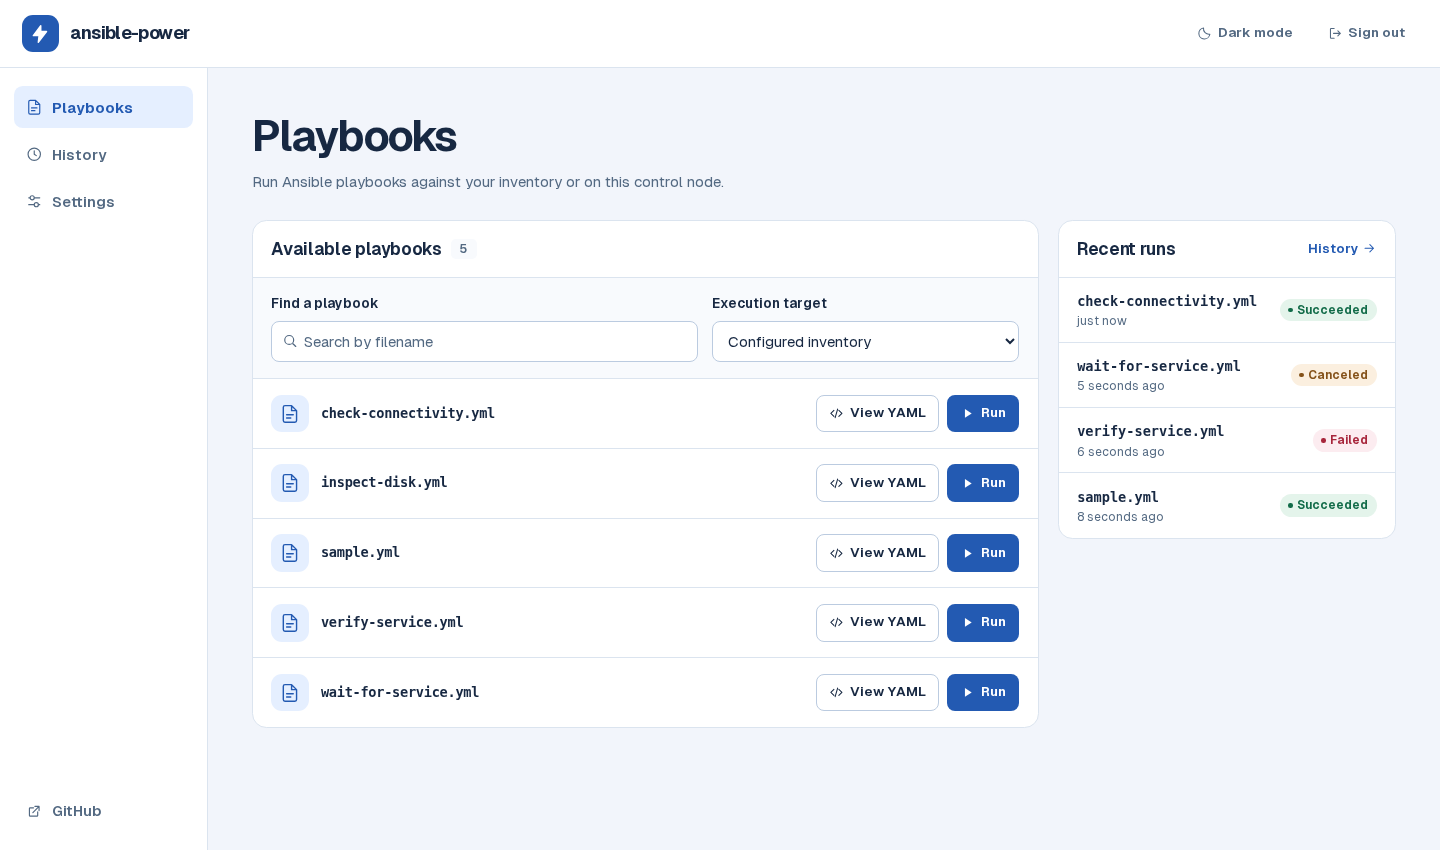 ansible-power
Dark mode
Sign out
Playbooks
History
Settings
GitHub
Playbooks
Run Ansible playbooks against your inventory or on this control node.
Available playbooks 5
Find a playbook
Search by filename
Execution target
Configured inventory
check-connectivity.yml
View YAML
Run
inspect-disk.yml
View YAML
Run
sample.yml
View YAML
Run
verify-service.yml
View YAML
Run
wait-for-service.yml
View YAML
Run
Recent runs
History
check-connectivity.yml
just now
Succeeded
wait-for-service.yml
5 seconds ago
Canceled
verify-service.yml
6 seconds ago
Failed
sample.yml
8 seconds ago
Succeeded